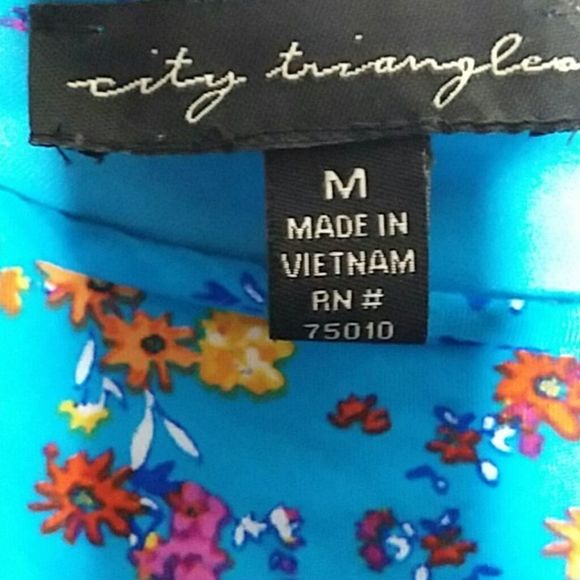 city triangles
M
MADE IN
VIETNAM
RN #
75010